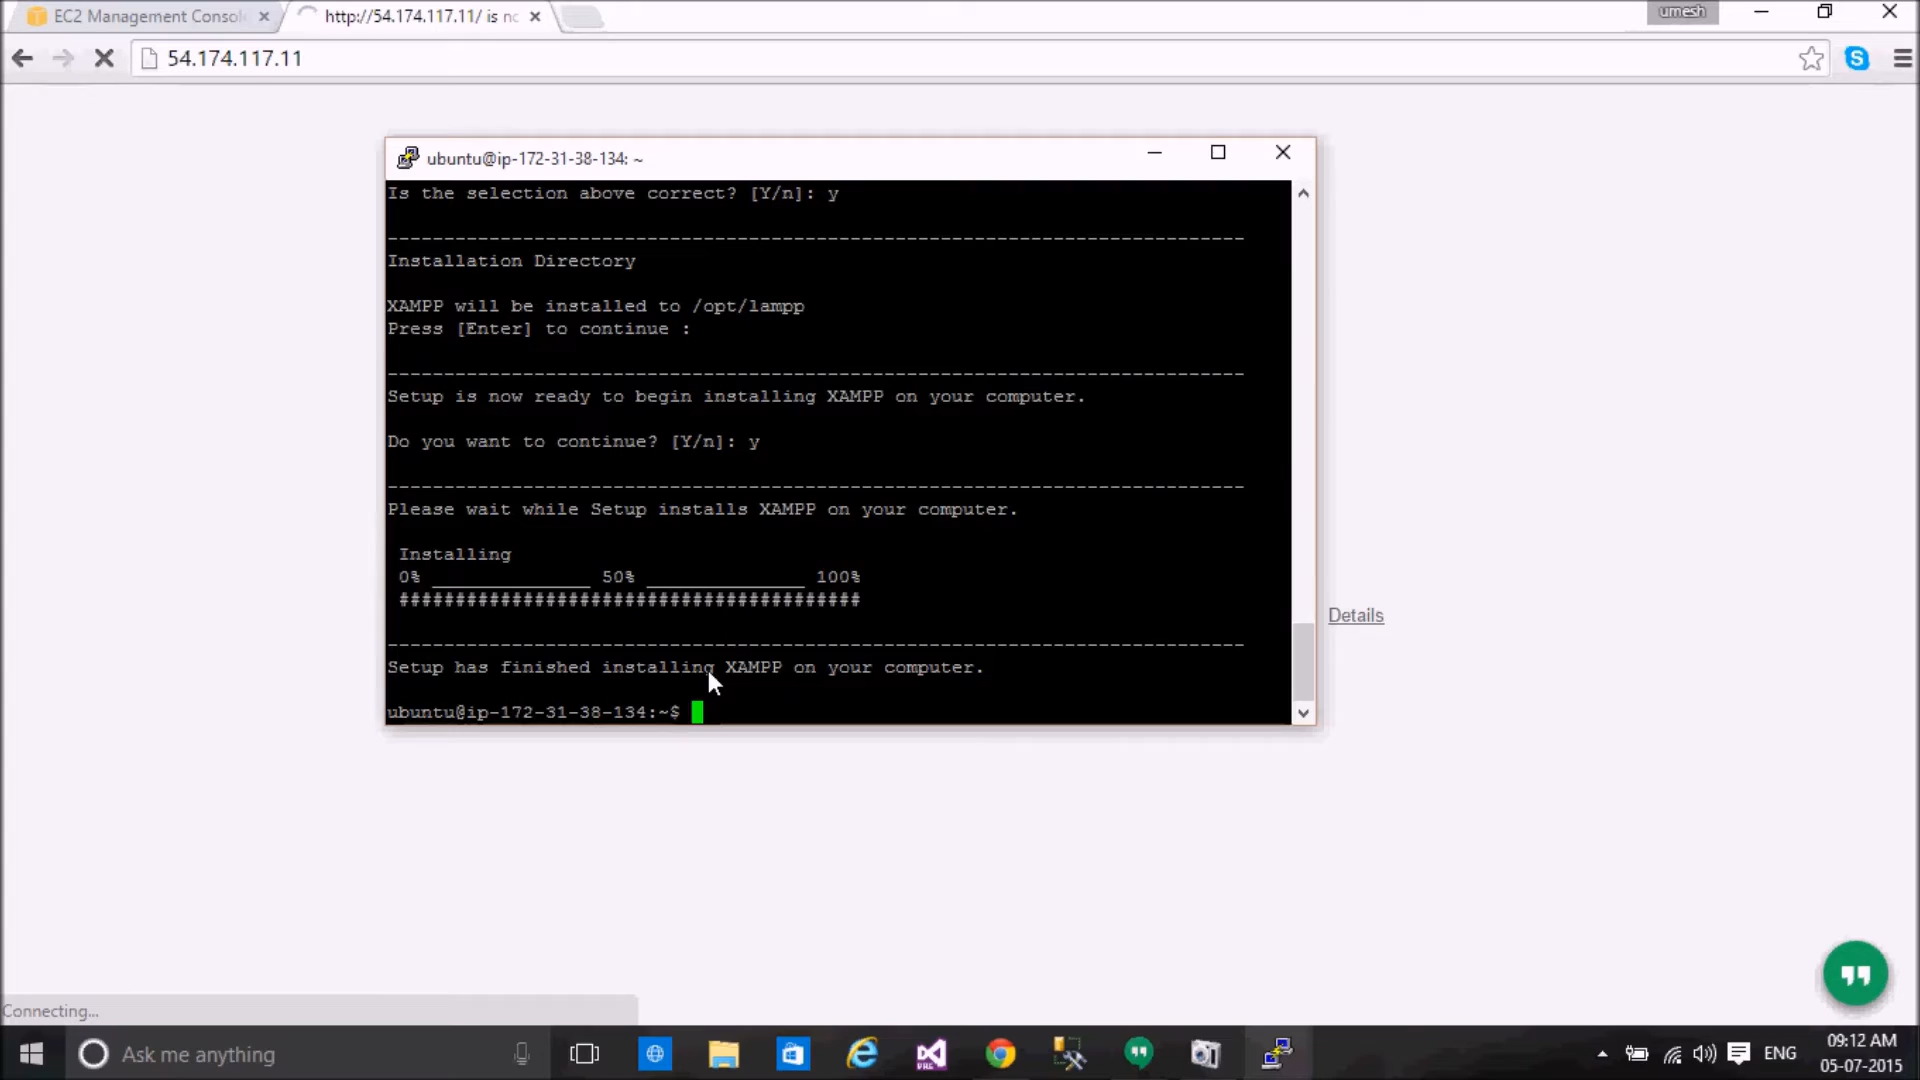 EC2 Management Consol
http://54.174.117.11/ is no
umesh
54.174.117.11
ubuntu@ip-172-31-38-134: ~
Is the selection above correct? [Y/n]: y
----------------------------------------------------------------------------
Installation Directory
XAMPP will be installed to /opt/lampp
Press [Enter] to continue :
----------------------------------------------------------------------------
Setup is now ready to begin installing XAMPP on your computer.
Do you want to continue? [Y/n]: y
----------------------------------------------------------------------------
Please wait while Setup installs XAMPP on your computer.
Installing
0% ______________ 50% ______________ 100%
#########################################
----------------------------------------------------------------------------
Setup has finished installing XAMPP on your computer.
ubuntu@ip-172-31-38-134:~$
Details
Connecting...
Ask me anything
ENG
09:12 AM
05-07-2015